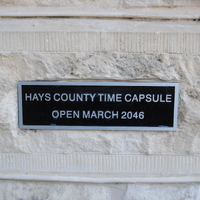 HAYS COUNTY TIME CAPSULE
OPEN MARCH 2046